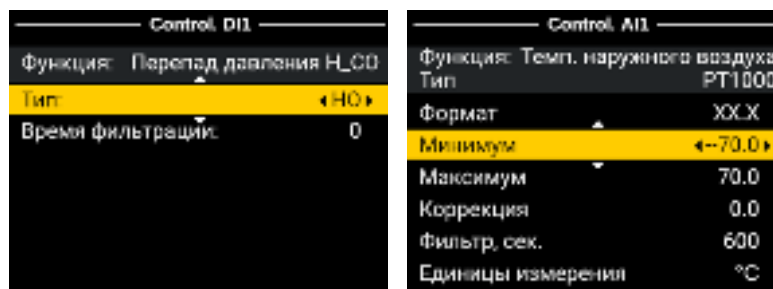 Control. DI1
Функция: Перепад давления Н_СО
Тип: НО
Время фильтрации: 0
Control. AI1
Функция: Темп. наружного воздуха
Тип PT1000
Формат XX.X
Минимум --70.0
Максимум 70.0
Коррекция 0.0
Фильтр, сек. 600
Единицы измерения °C